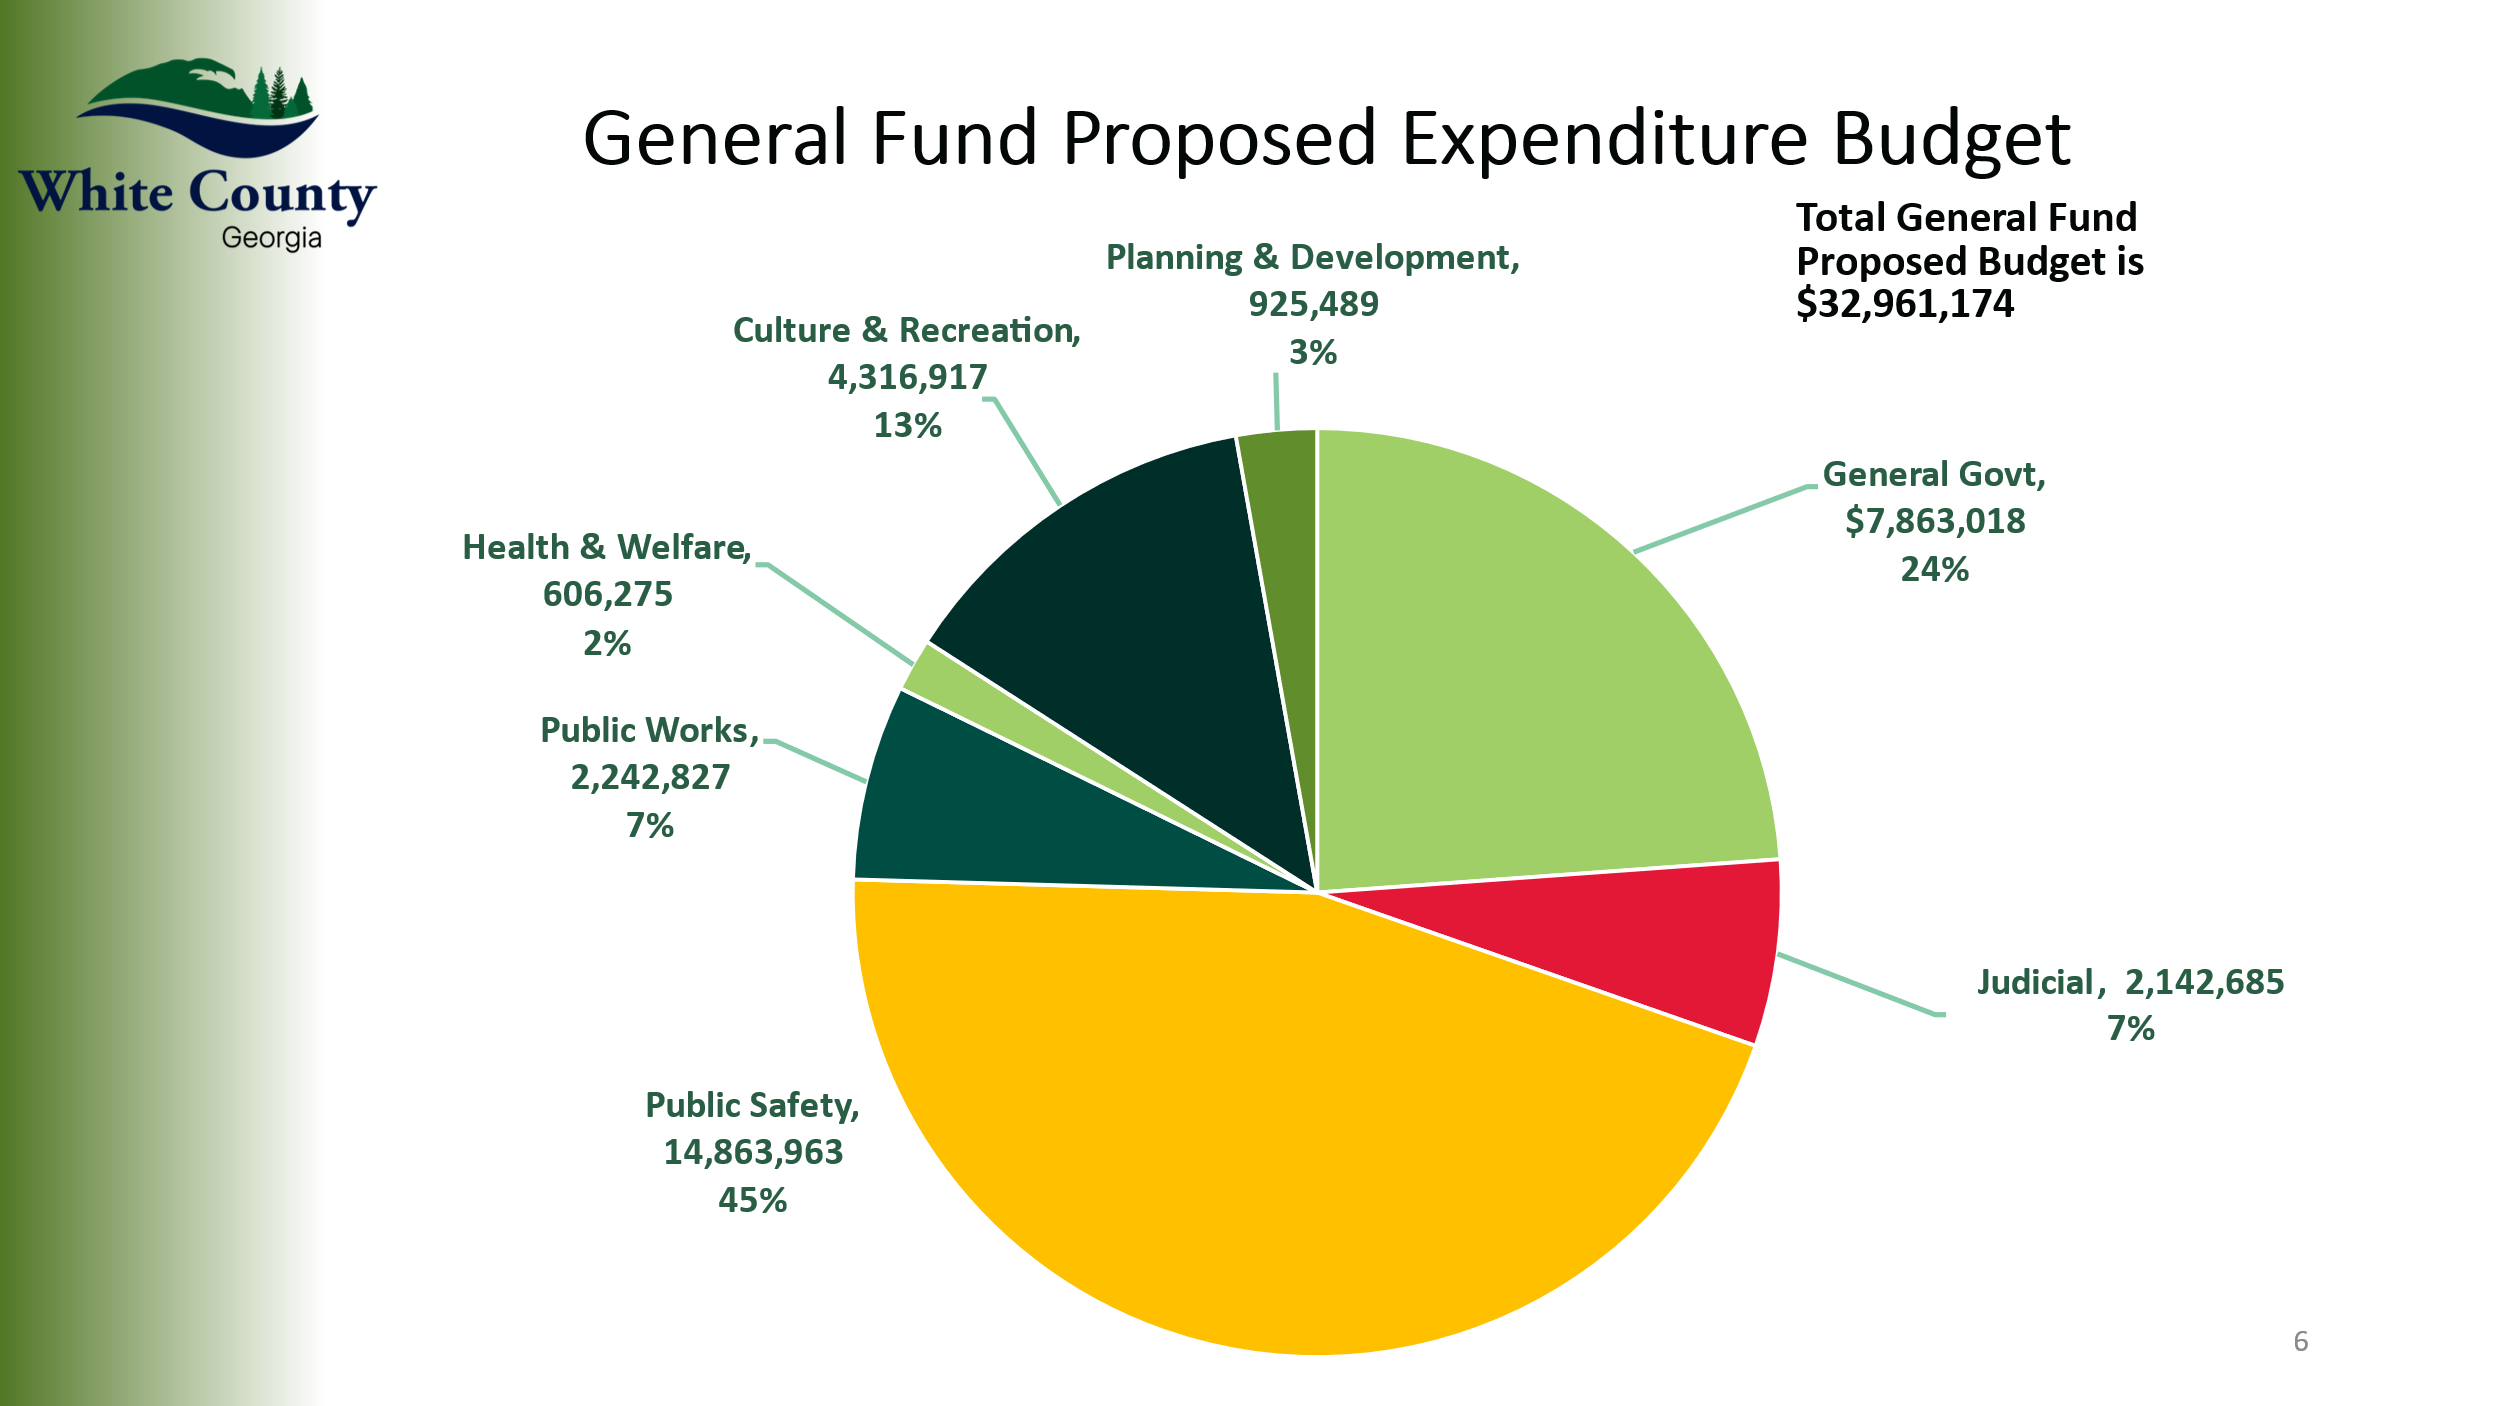 White County
Georgia
General Fund Proposed Expenditure Budget
Total General Fund
Proposed Budget is
$32,961,174
Planning & Development,
925,489
3%
Culture & Recreation,
4,316,917
13%
General Govt,
$7,863,018
24%
Health & Welfare,
606,275
2%
Public Works,
2,242,827
7%
Judicial, 2,142,685
7%
Public Safety,
14,863,963
45%
6